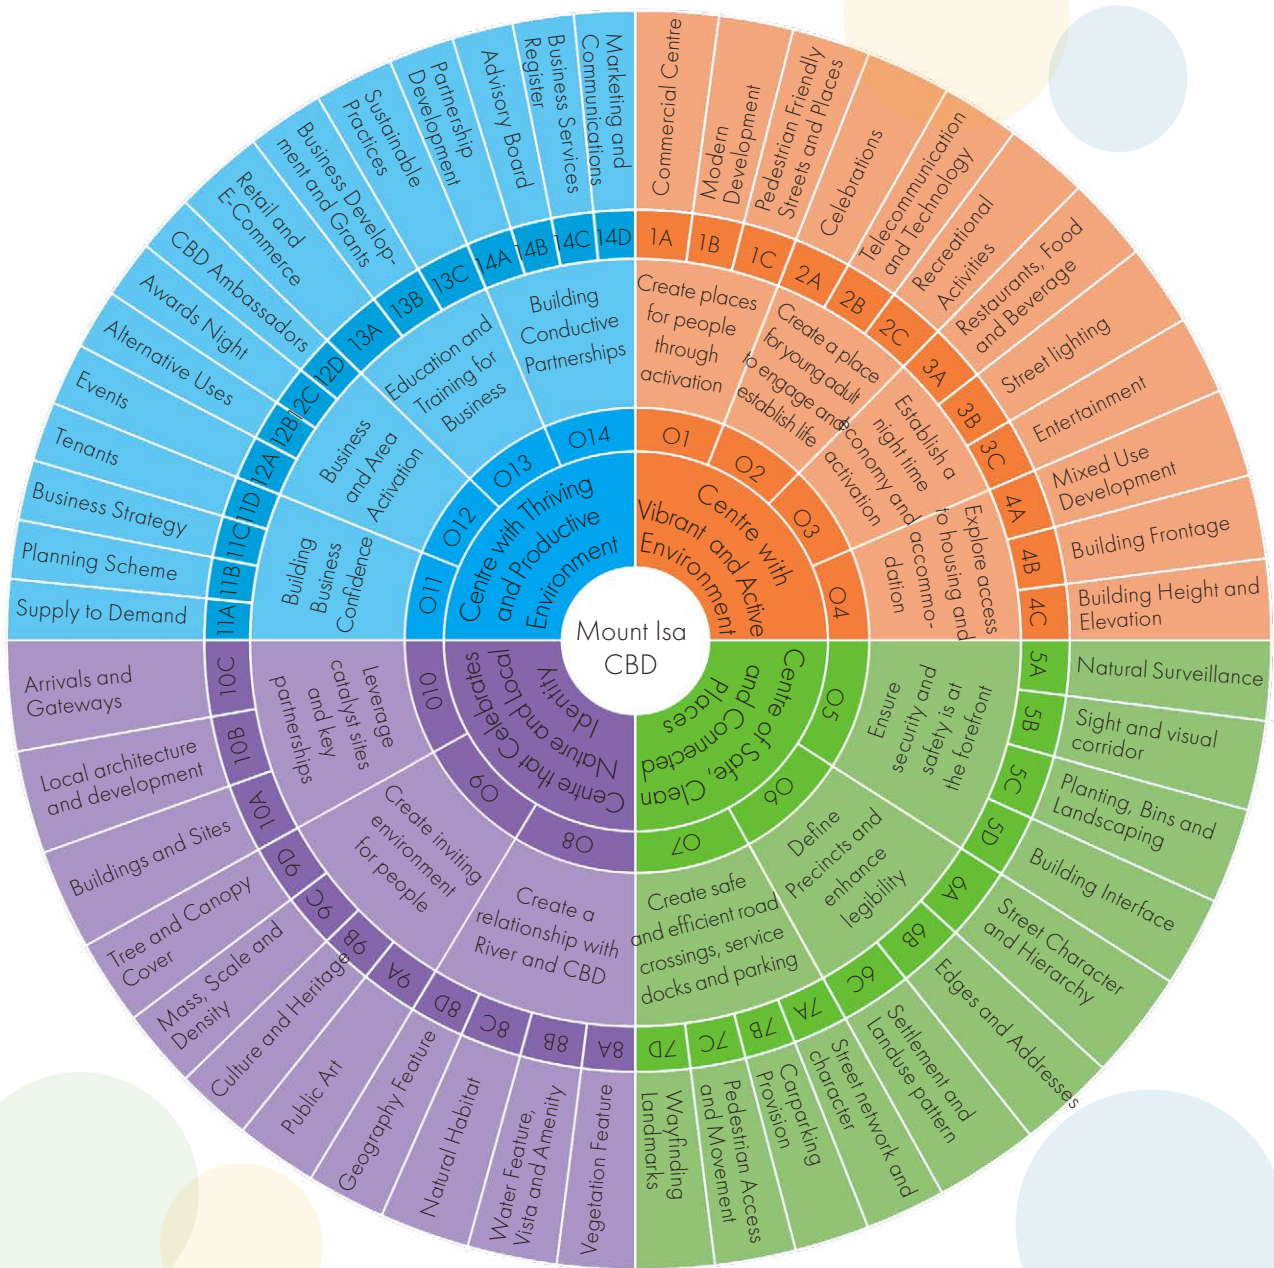 Mount Isa
CBD
Centre with
Vibrant and Active
Environment
O1
O2
O3
O4
Create places
for people
through
activation
Create a place
for young adult
to engage and
establish life
Establish a
night time
economy and
activation
Explore access
to housing and
accommo-
dation
1A
1B
1C
2A
2B
2C
3A
3B
3C
4A
4B
4C
Commercial Centre
Modern
Development
Pedestrian Friendly
Streets and Places
Celebrations
Telecommunication
and Technology
Recreational
Activities
Restaurants, Food
and Beverage
Street lighting
Entertainment
Mixed Use
Development
Building Frontage
Building Height and
Elevation
Centre of Safe, Clean
and Connected
Places
O5
O6
O7
Ensure
security and
safety is at
the forefront
Define
Precincts and
enhance
legibility
Create safe
and efficient road
crossings, service
docks and parking
5A
5B
5C
5D
6A
6B
6C
7A
7B
7C
7D
Natural Surveillance
Sight and visual
corridor
Planting, Bins and
Landscaping
Building Interface
Street Character
and Hierarchy
Edges and Addresses
Settlement and
Landuse pattern
Street network and
character
Carparking
Provision
Pedestrian Access
and Movement
Wayfinding
Landmarks
Centre that Celebrates
Nature and Local
Identity
O8
O9
O10
Create a
relationship with
River and CBD
Create inviting
environment
for people
Leverage
catalyst sites
and key
partnerships
8A
8B
8C
8D
9A
9B
9C
9D
10A
10B
10C
Vegetation Feature
Water Feature,
Vista and Amenity
Natural Habitat
Geography Feature
Public Art
Culture and Heritage
Mass, Scale and
Density
Tree and Canopy
Cover
Buildings and Sites
Local architecture
and development
Arrivals and
Gateways
Centre with Thriving
and Productive
Environment
O11
O12
O13
O14
Building
Business
Confidence
Business
and Area
Activation
Education and
Training for
Business
Building
Conductive
Partnerships
11A
11B
11C
11D
12A
12B
12C
12D
13A
13B
13C
14A
14B
14C
14D
Supply to Demand
Planning Scheme
Business Strategy
Tenants
Events
Alternative Uses
Awards Night
CBD Ambassadors
Retail and
E-Commerce
Business Develop-
ment and Grants
Sustainable
Practices
Partnership
Development
Advisory Board
Business Services
Register
Marketing and
Communications